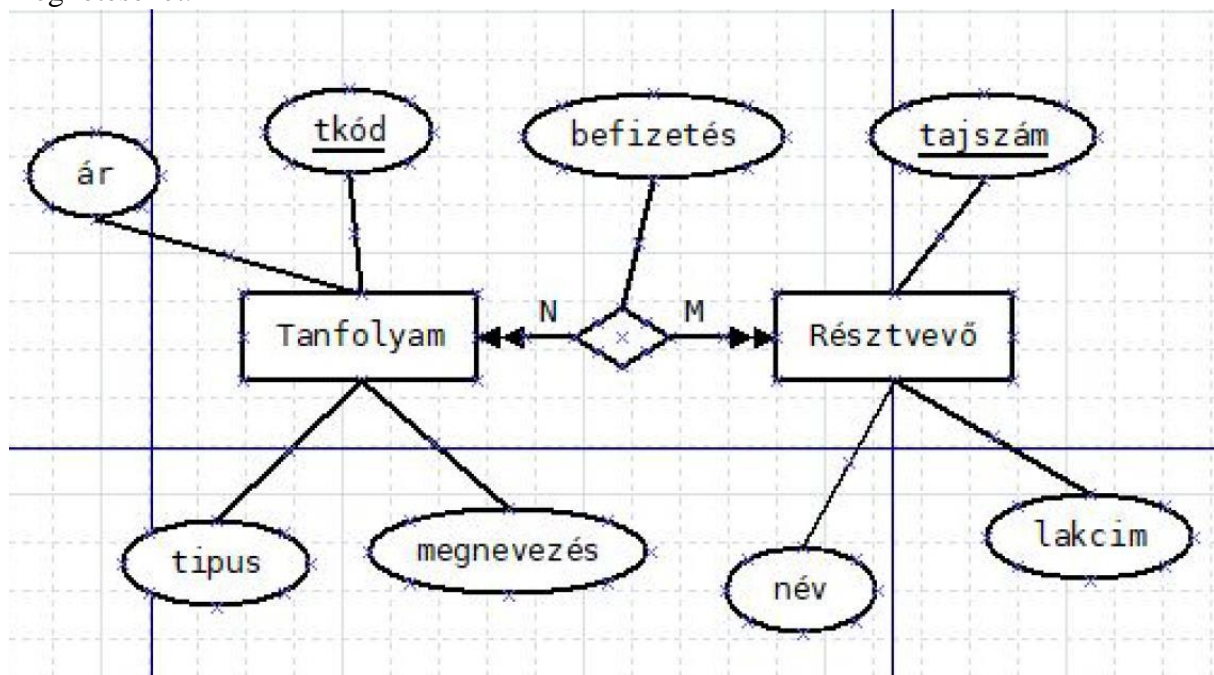 ár
tkód
befizetés
tajszám
Tanfolyam
N
M
Résztvevő
tipus
megnevezés
név
lakcim